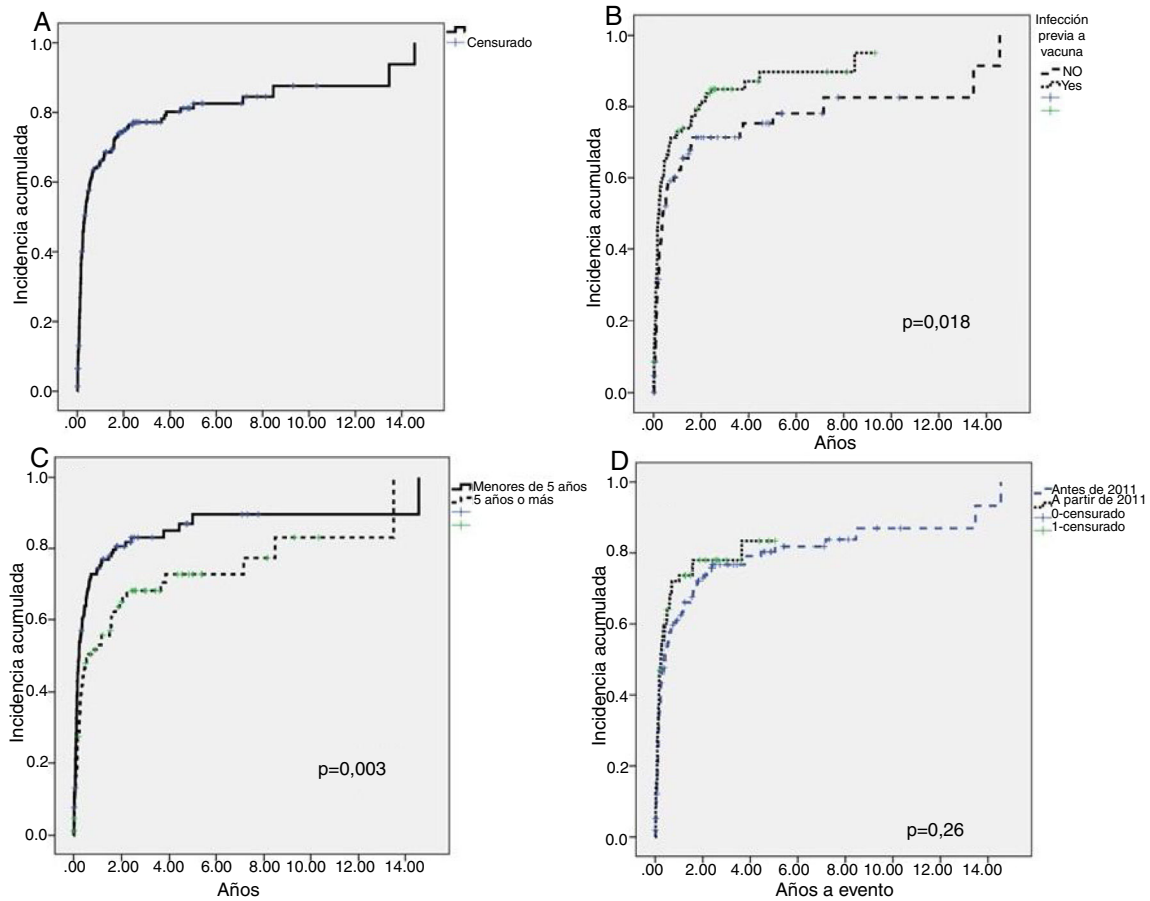 A
1.0
0.8
0.6
0.4
0.2
0.0
Incidencia acumulada
.00 2.00 4.00 6.00 8.00 10.00 12.00 14.00
Censurado
B
1.0
0.8
0.6
0.4
0.2
0.0
Incidencia acumulada
.00 2.00 4.00 6.00 8.00 10.00 12.00 14.00
Años
p=0,018
Infección
previa a
vacuna
NO
Yes
C
1.0
0.8
0.6
0.4
0.2
0.0
Incidencia acumulada
.00 2.00 4.00 6.00 8.00 10.00 12.00 14.00
Años
p=0,003
Menores de 5 años
5 años o más
D
1.0
0.8
0.6
0.4
0.2
0.0
Incidencia acumulada
.00 2.00 4.00 6.00 8.00 10.00 12.00 14.00
Años a evento
p=0,26
Antes de 2011
A partir de 2011
0-censurado
1-censurado